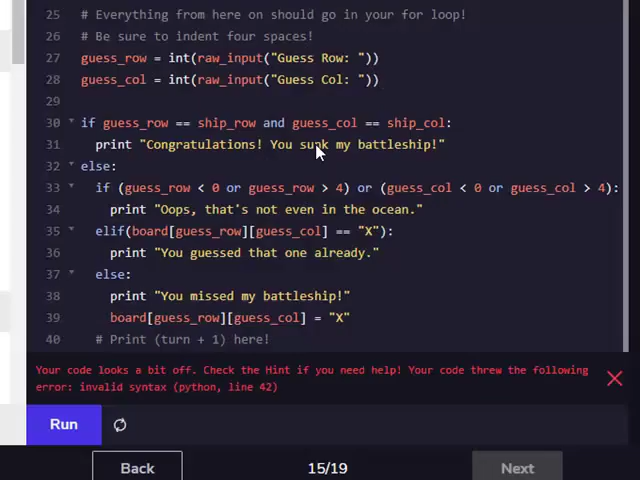 25 # Everything from here on should go in your for loop!
26 # Be sure to indent four spaces!
27 guess_row = int(raw_input("Guess Row: "))
28 guess_col = int(raw_input("Guess Col: "))
29
30 if guess_row == ship_row and guess_col == ship_col:
31 print "Congratulations! You sunk my battleship!"
32 else:
33 if (guess_row < 0 or guess_row > 4) or (guess_col < 0 or guess_col > 4):
34 print "Oops, that's not even in the ocean."
35 elif(board[guess_row][guess_col] == "X"):
36 print "You guessed that one already."
37 else:
38 print "You missed my battleship!"
39 board[guess_row][guess_col] = "X"
40 # Print (turn + 1) here!
Your code looks a bit off. Check the Hint if you need help! Your code threw the following
error: invalid syntax (python, line 42)
Run
Back 15/19 Next